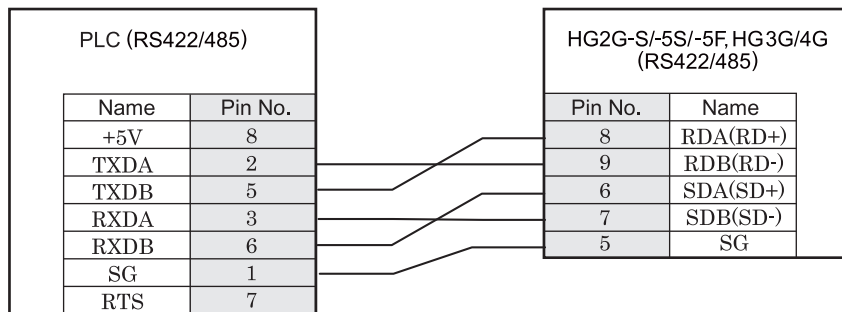 PLC (RS422/485)
Name Pin No.
+5V 8
TXDA 2
TXDB 5
RXDA 3
RXDB 6
SG 1
RTS 7
HG2G-S/-5S/-5F, HG3G/4G
(RS422/485)
Pin No. Name
8 RDA(RD+)
9 RDB(RD-)
6 SDA(SD+)
7 SDB(SD-)
5 SG